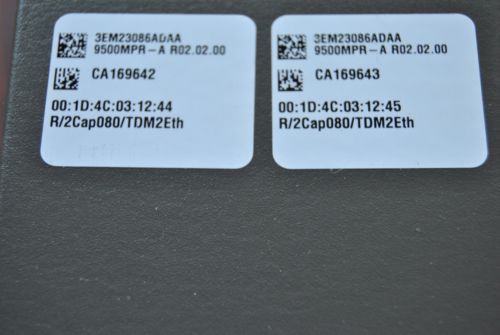 3EM23086ADAA
9500MPR-A R02.02.00
CA169642
00:1D:4C:03:12:44
R/2Cap080/TDM2Eth
3EM23086ADAA
9500MPR-A R02.02.00
CA169643
00:1D:4C:03:12:45
R/2Cap080/TDM2Eth